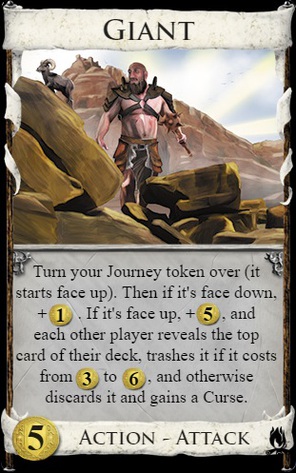 GIANT
Turn your Journey token over (it
starts face up). Then if it's face down,
+1. If it's face up, +5, and
each other player reveals the top
card of their deck, trashes it if it costs
from 3 to 6, and otherwise
discards it and gains a Curse.
5 ACTION - ATTACK